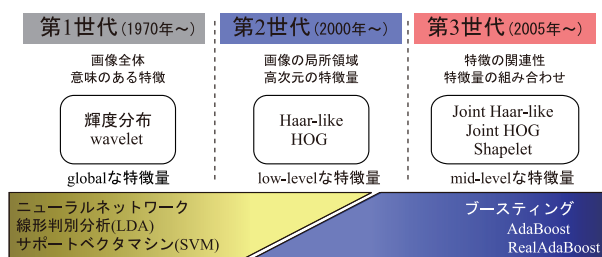 第1世代(1970年～)
画像全体
意味のある特徴
輝度分布
wavelet
globalな特徴量
第2世代(2000年～)
画像の局所領域
高次元の特徴量
Haar-like
HOG
low-levelな特徴量
第3世代(2005年～)
特徴の関連性
特徴量の組み合わせ
Joint Haar-like
Joint HOG
Shapelet
mid-levelな特徴量
ニューラルネットワーク
線形判別分析(LDA)
サポートベクタマシン(SVM)
ブースティング
AdaBoost
RealAdaBoost